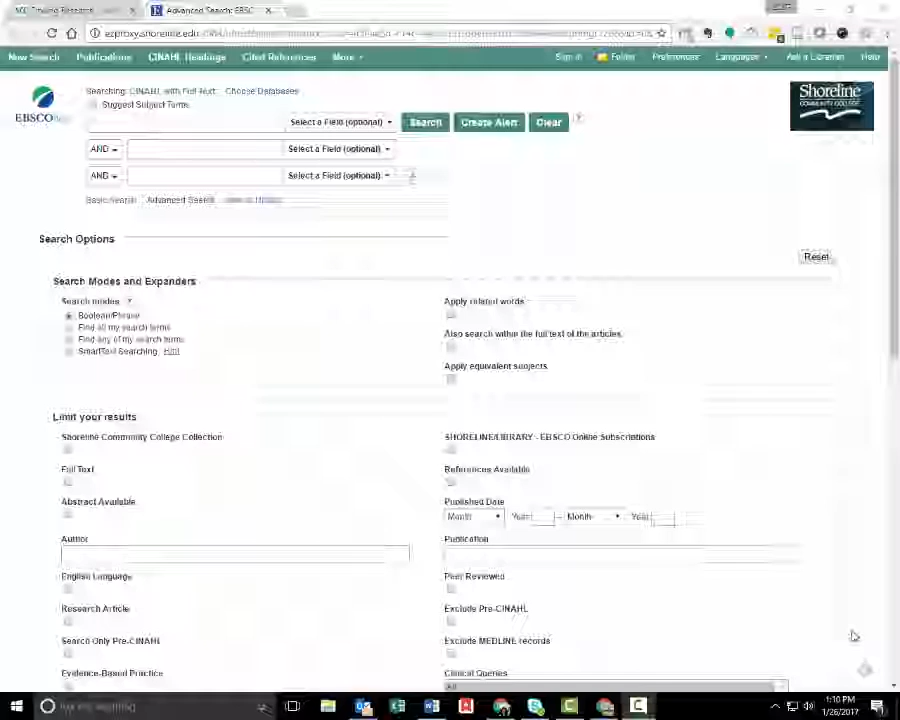 Advanced Search: EBSC
ezproxy.shoreline.edu
New Search Publications CINAHL Headings Cited References More Sign In Folder Preferences Languages Ask a Librarian Help
Searching: CINAHL with Full Text Choose Databases
Suggest Subject Terms
EBSCO
Shoreline
COMMUNITY COLLEGE
Select a Field (optional) Search Create Alert Clear
AND Select a Field (optional)
AND Select a Field (optional)
Basic Search Advanced Search
Search Options
Reset
Search Modes and Expanders
Search modes
Boolean/Phrase
Find all my search terms
Find any of my search terms
SmartText Searching Hint
Apply related words
Also search within the full text of the articles
Apply equivalent subjects
Limit your results
Shoreline Community College Collection
SHORELINE/LIBRARY - EBSCO Online Subscriptions
Full Text
References Available
Abstract Available
Published Date
Month Year – Month Year
Author
Publication
English Language
Peer Reviewed
Research Article
Exclude Pre-CINAHL
Search Only Pre-CINAHL
Exclude MEDLINE records
Evidence-Based Practice
Clinical Queries
All
1:10 PM
1/26/2017